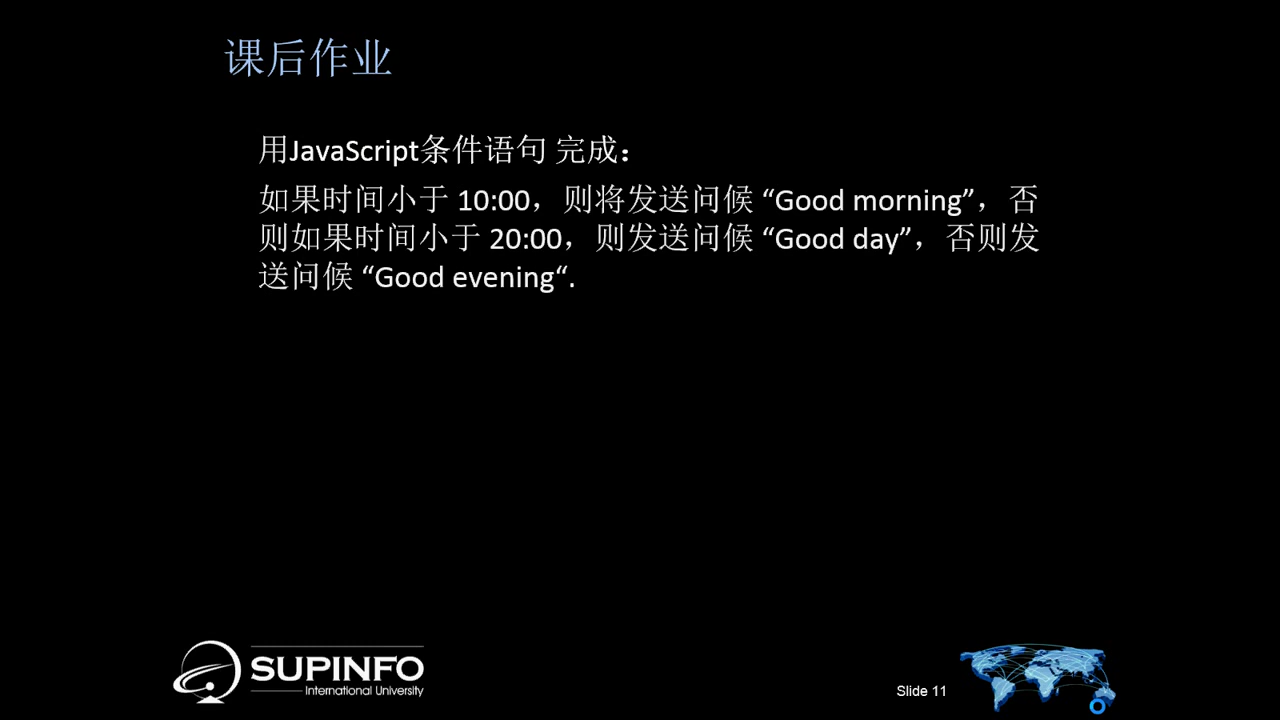 课后作业
用JavaScript条件语句 完成：
如果时间小于 10:00，则将发送问候 “Good morning”，否
则如果时间小于 20:00，则发送问候 “Good day”，否则发
送问候 “Good evening“.
SUPINFO
International University
Slide 11